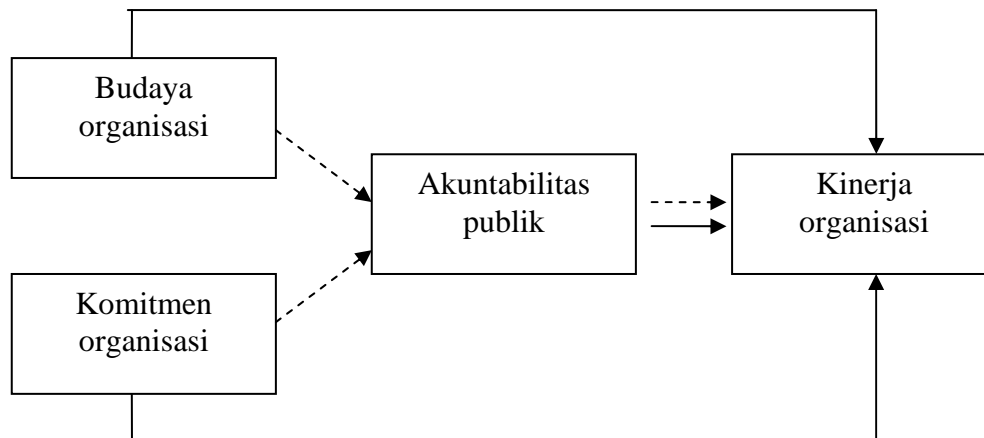 Budaya
organisasi
Akuntabilitas
publik
Kinerja
organisasi
Komitmen
organisasi